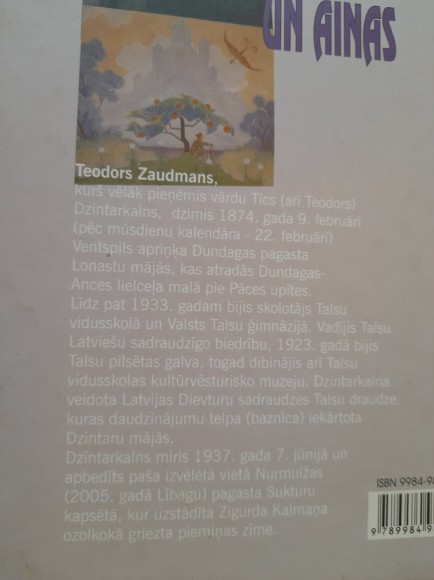 UN AINAS
Teodors Zaudmans,
kurš vēlāk pieņēmis vārdu Tīcs (arī Teodors)
Dzintarkalns, dzimis 1874. gada 9. februārī
(pēc mūsdienu kalendāra - 22. februārī)
Ventspils apriņķa Dundagas pagasta
Lonastu mājās, kas atradās Dundagas-
Ances lielceļa malā pie Pāces upītes.
Līdz pat 1933. gadam bijis skolotājs Talsu
vidusskolā un Valsts Talsu ģimnāzijā. Vadījis Talsu
Latviešu sadraudzīgo biedrību, 1923. gadā bijis
Talsu pilsētas galva, togad dibinājis arī Talsu
vidusskolas kultūrvēsturisko muzeju. Dzintarkalna
veidota Latvijas Dievturu sadraudzes Talsu draudze,
kuras daudzinājumu telpa (baznīca) iekārtota
Dzintaru mājās.
Dzintarkalns miris 1937. gada 7. jūnijā un
apbedīts paša izvēlētā vietā Nurmuižas
(2005. gadā Lībagu) pagasta Sukturu
kapsētā, kur uzstādīta Zigurda Kalmaņa
ozolkokā griezta piemiņas zīme.
ISBN 9984-9
9 789984 9